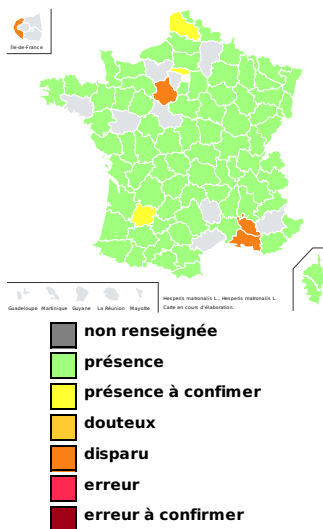 Île-de-France
Guadeloupe Martinique Guyane La Réunion Mayotte
Hesperis matronalis L., Hesperis matronalis L.
Carte en cours d'élaboration.
non renseignée
présence
présence à confimer
douteux
disparu
erreur
erreur à confirmer